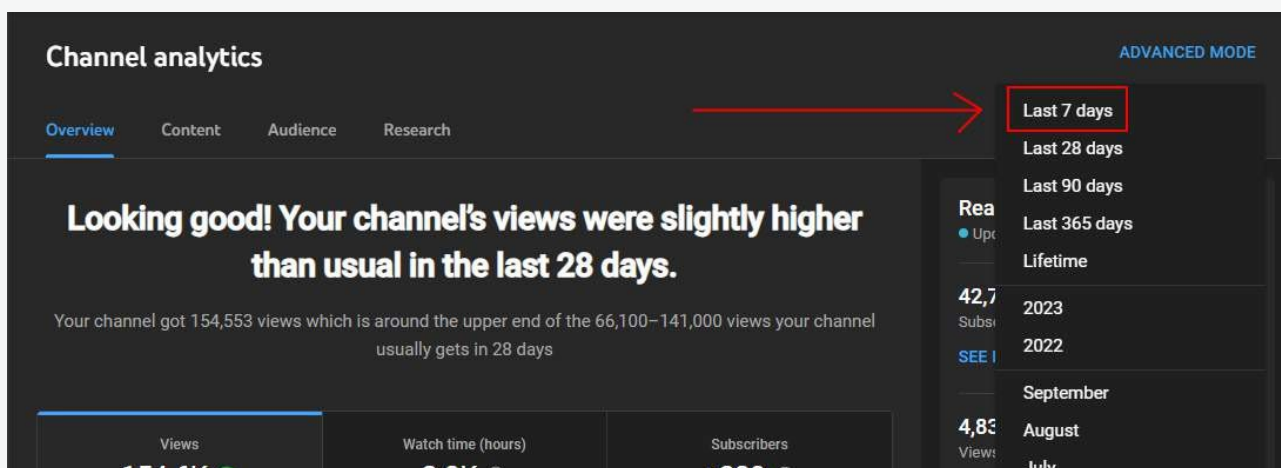 Channel analytics
ADVANCED MODE
Overview Content Audience Research
Looking good! Your channel's views were slightly higher
than usual in the last 28 days.
Your channel got 154,553 views which is around the upper end of the 66,100–141,000 views your channel
usually gets in 28 days
Views
Watch time (hours)
Subscribers
SEE
Views
Last 7 days
Last 28 days
Last 90 days
Last 365 days
Lifetime
2023
2022
September
August
July